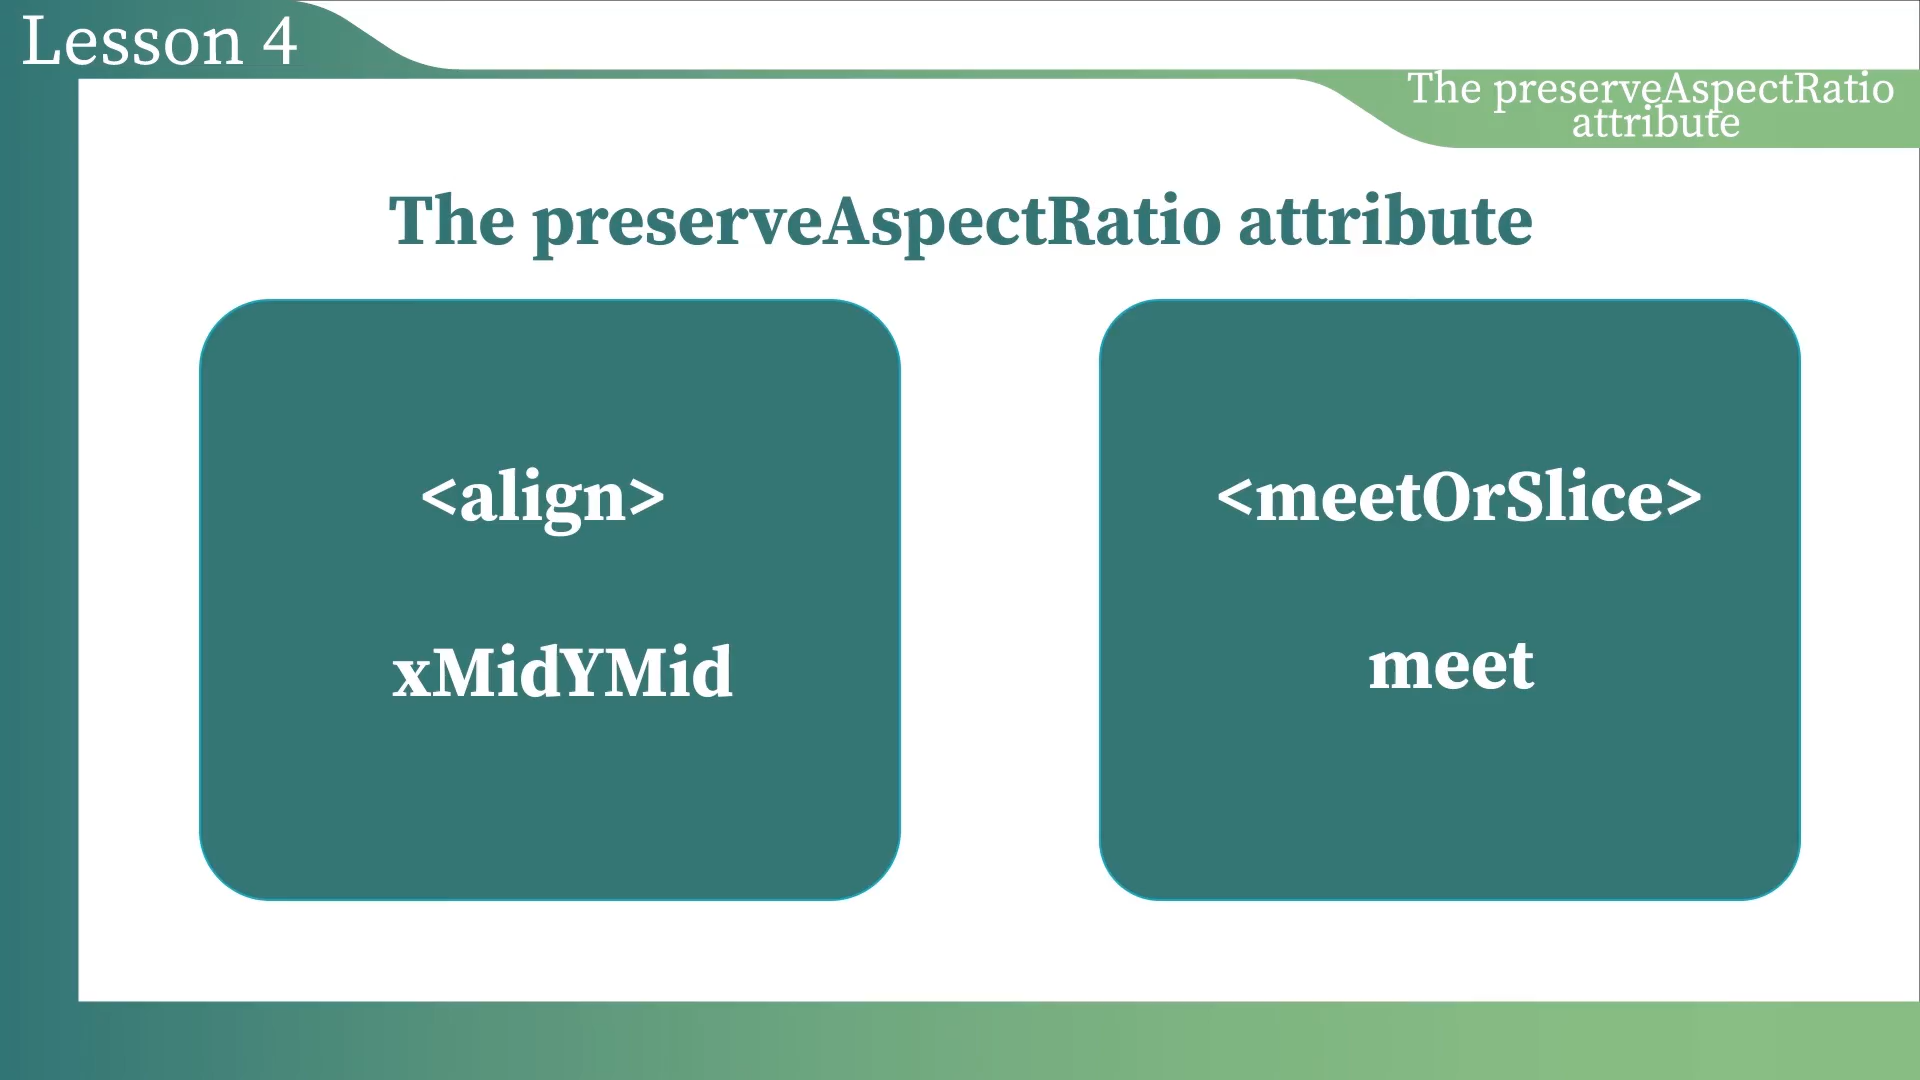 Lesson 4
The preserveAspectRatio
attribute
The preserveAspectRatio attribute
<align>
xMidYMid
<meetOrSlice>
meet